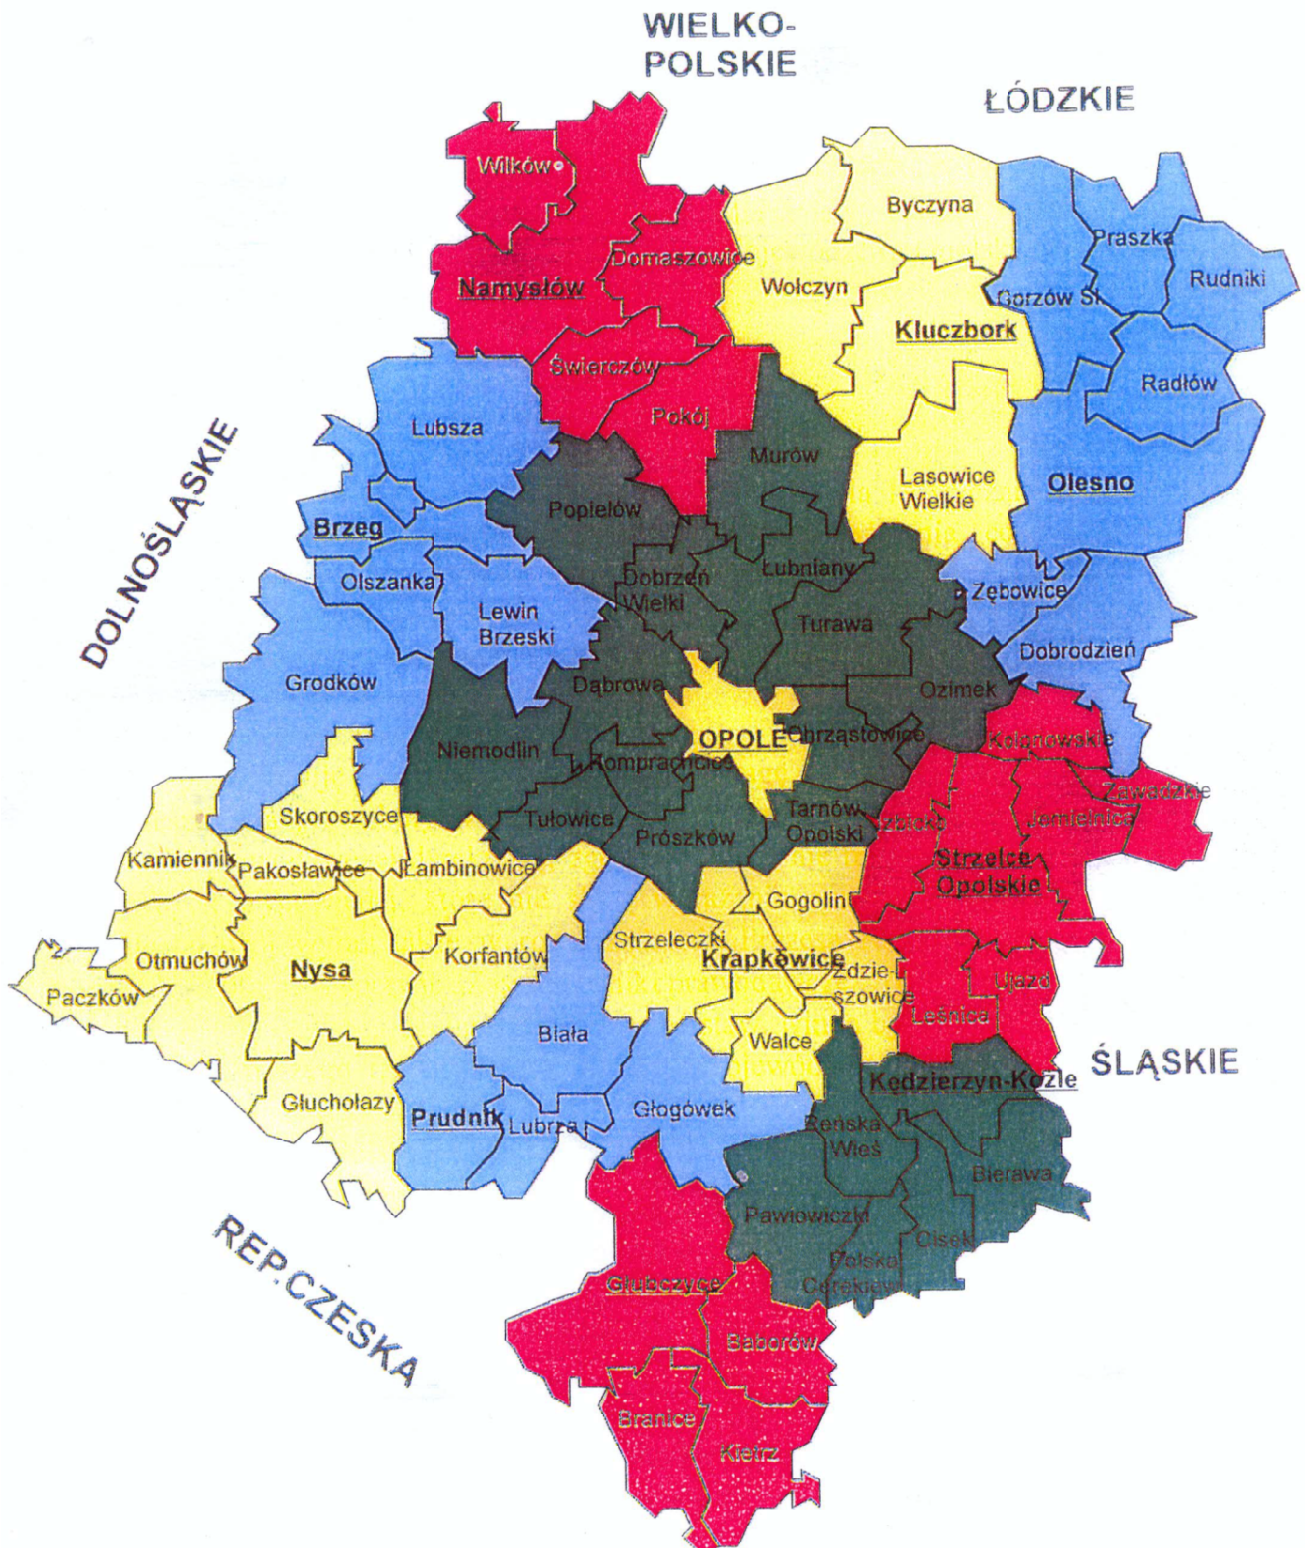 WIELKO-
POLSKIE
ŁÓDZKIE
Wilków
Byczyna
Praszka
Domaszowice
Rudniki
Namysłów
Wołczyn
Gorzów Śl
Kluczbork
Świerczów
Radłów
Pokój
Lubsza
Murów
Lasowice
Wielkie
Olesno
DOLNOŚLĄSKIE
Popielów
Brzeg
Łubniany
Olszanka
Dobrzeń
Wielki
Zębowice
Lewin
Brzeski
Turawa
Dobrodzień
Grodków
Dąbrowa
Ozimek
OPOLE
Chrząstowice
Kolonowskie
Niemodlin
Komprachcice
Zawadzkie
Skoroszyce
Tułowice
Prószków
Tarnów
Opolski
Izbicko
Jemielnica
Kamiennik
Pakosławice
Łambinowice
Strzelce
Opolskie
Gogolin
Otmuchów
Nysa
Korfantów
Strzeleczki
Krapkowice
Zdzie-
szowice
Ujazd
Paczków
Leśnica
Biała
Walce
ŚLĄSKIE
Kędzierzyn-Koźle
Głuchołazy
Prudnik
Lubrza
Głogówek
Reńska
Wieś
Bierawa
Pawłowiczki
Cisek
REP.CZESKA
Polska
Cerekiew
Głubczyce
Baborów
Branice
Kietrz